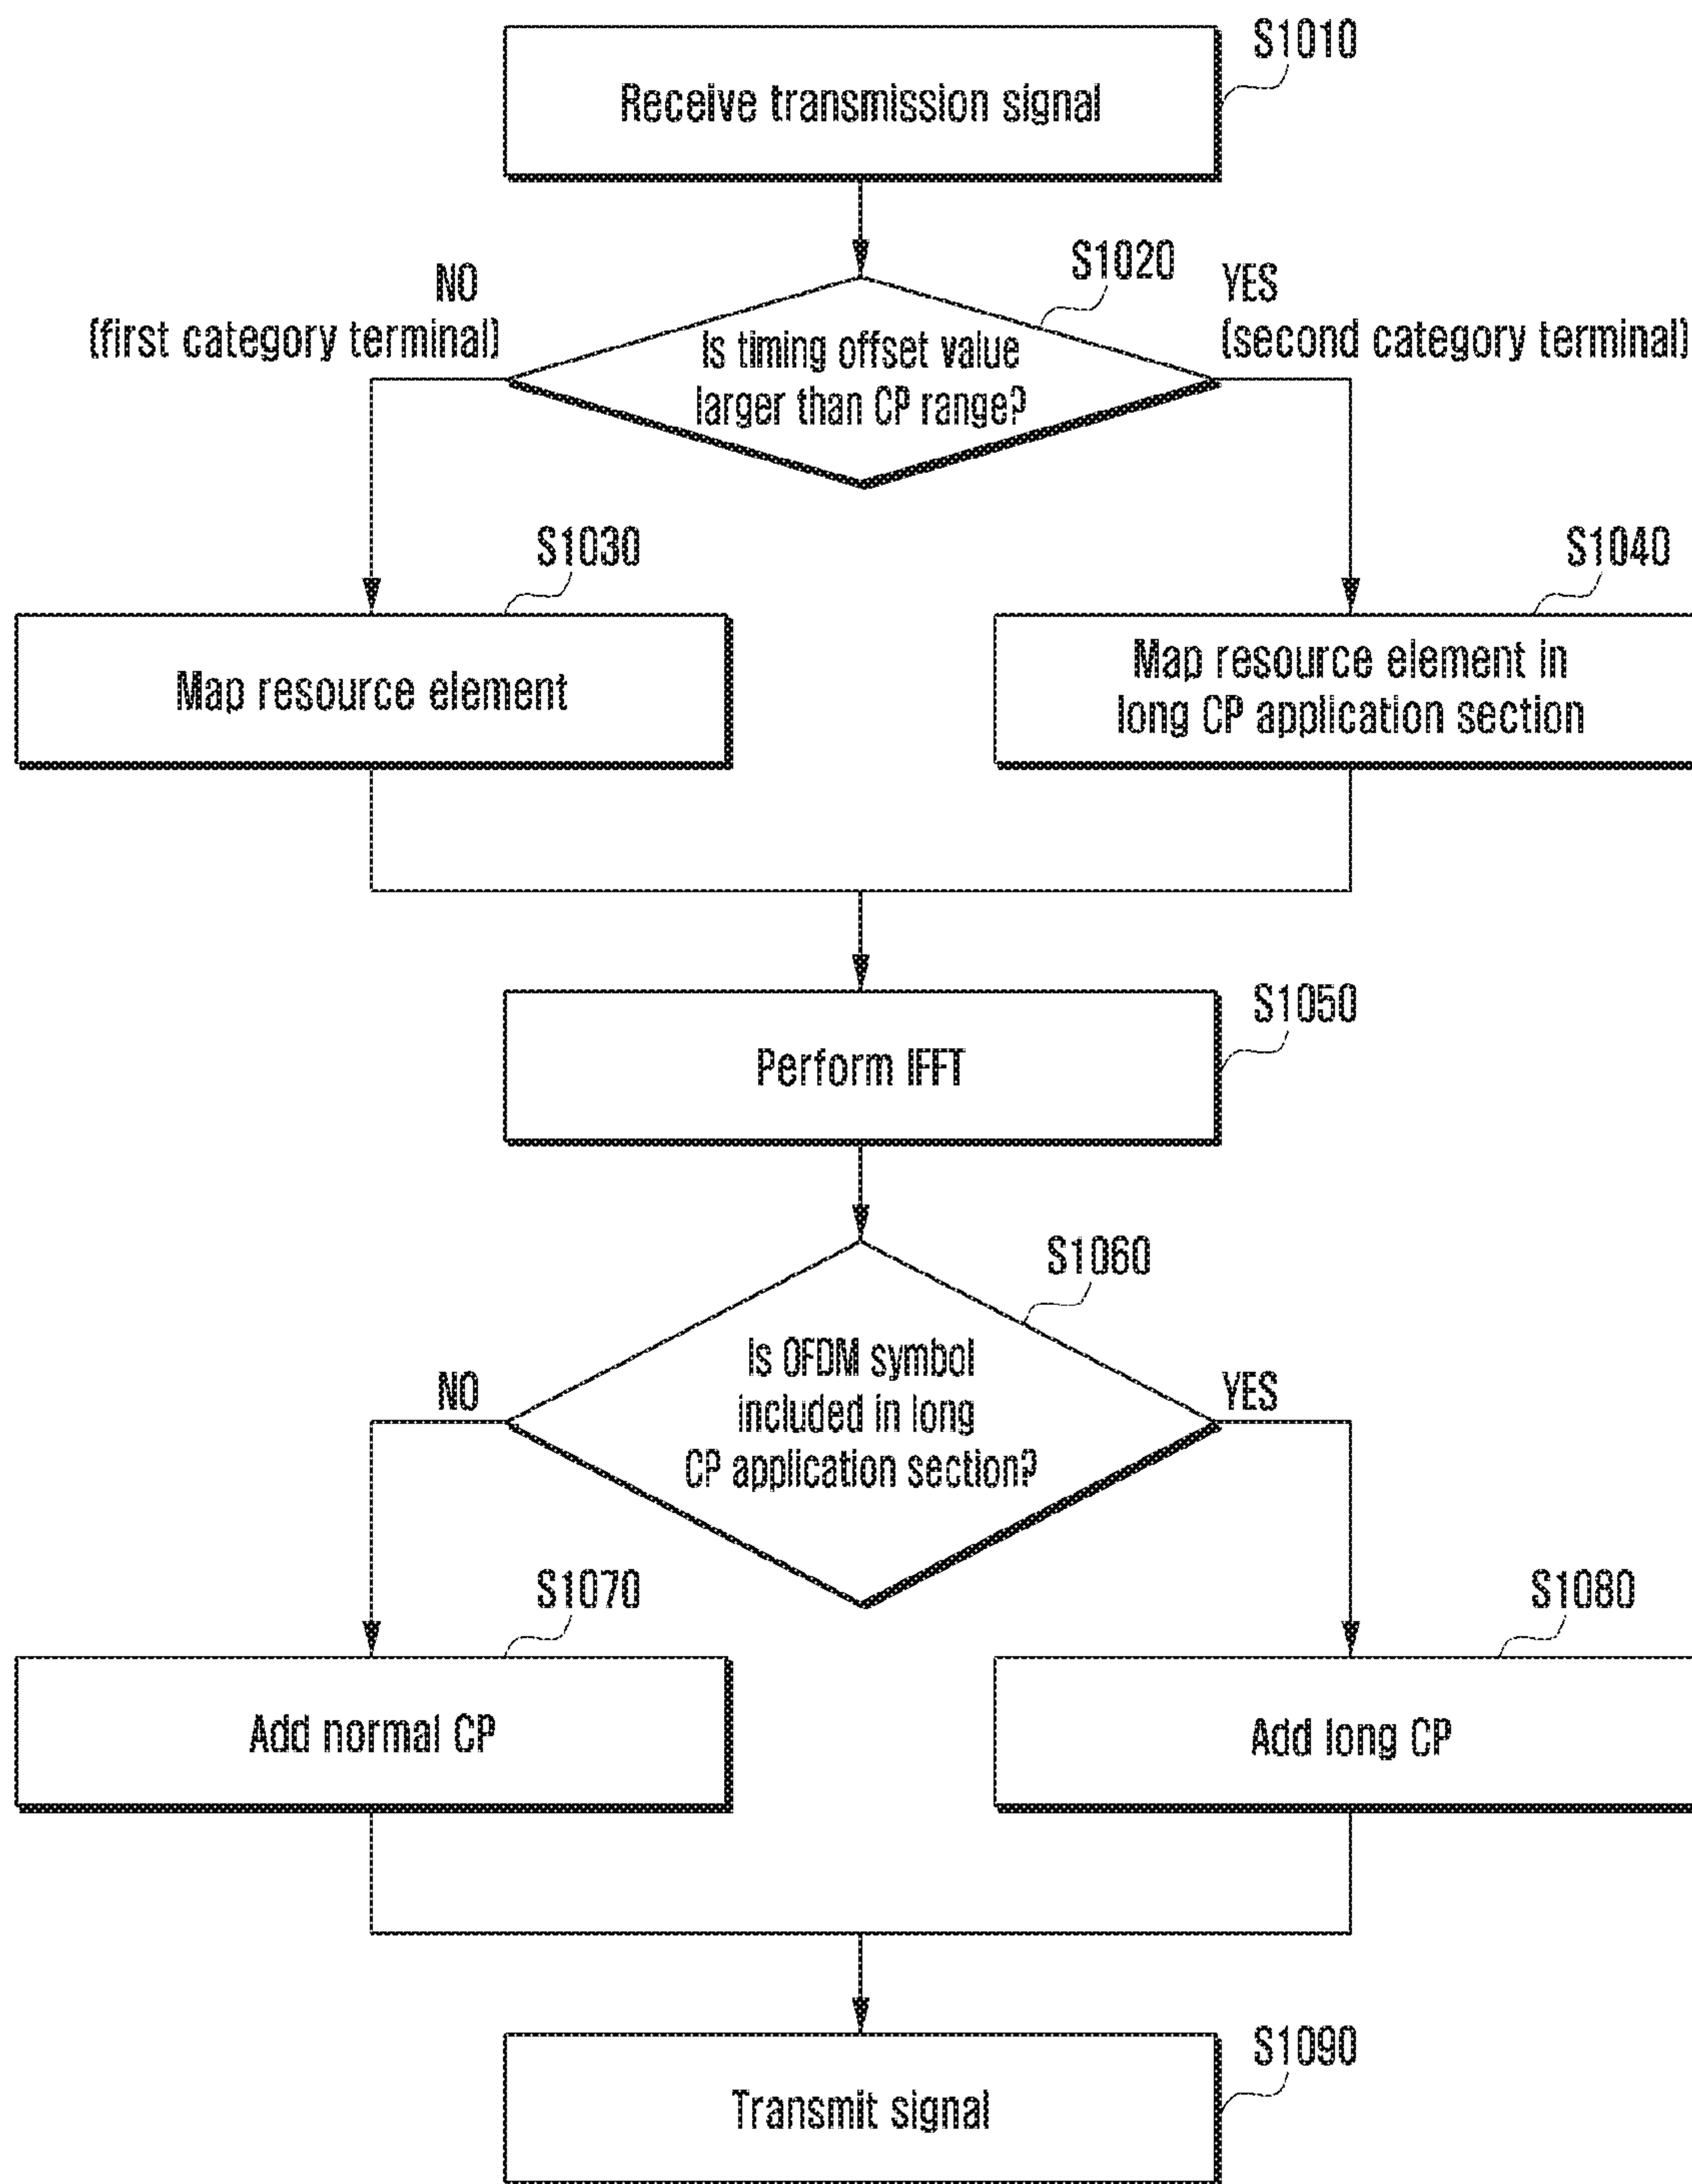 S1010
Receive transmission signal
S1020
NO
(first category terminal)
YES
(second category terminal)
Is timing offset value
larger than CP range?
S1030
S1040
Map resource element
Map resource element in
long CP application section
S1050
Perform IFFT
S1060
NO
YES
Is OFDM symbol
included in long
CP application section?
S1070
S1080
Add normal CP
Add long CP
S1090
Transmit signal